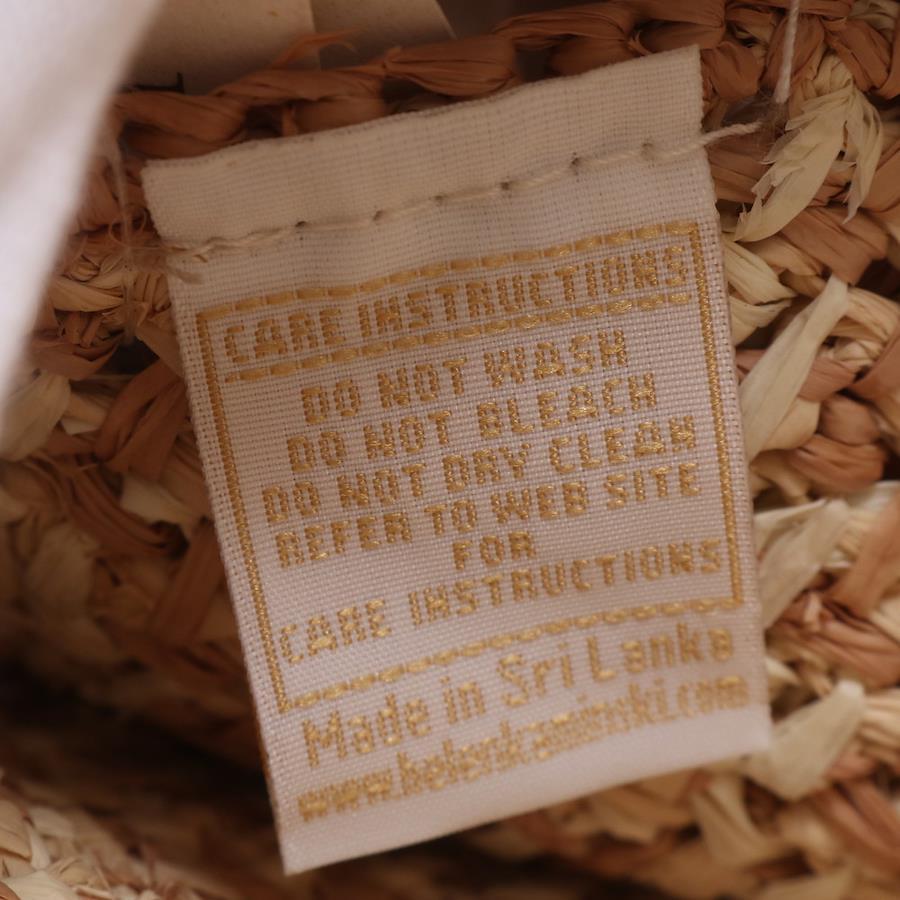 CARE INSTRUCTIONS
DO NOT WASH
DO NOT BLEACH
DO NOT DRY CLEAN
REFER TO WEB SITE
FOR
CARE INSTRUCTIONS
Made in Sri Lanka
www.helenkaminski.com